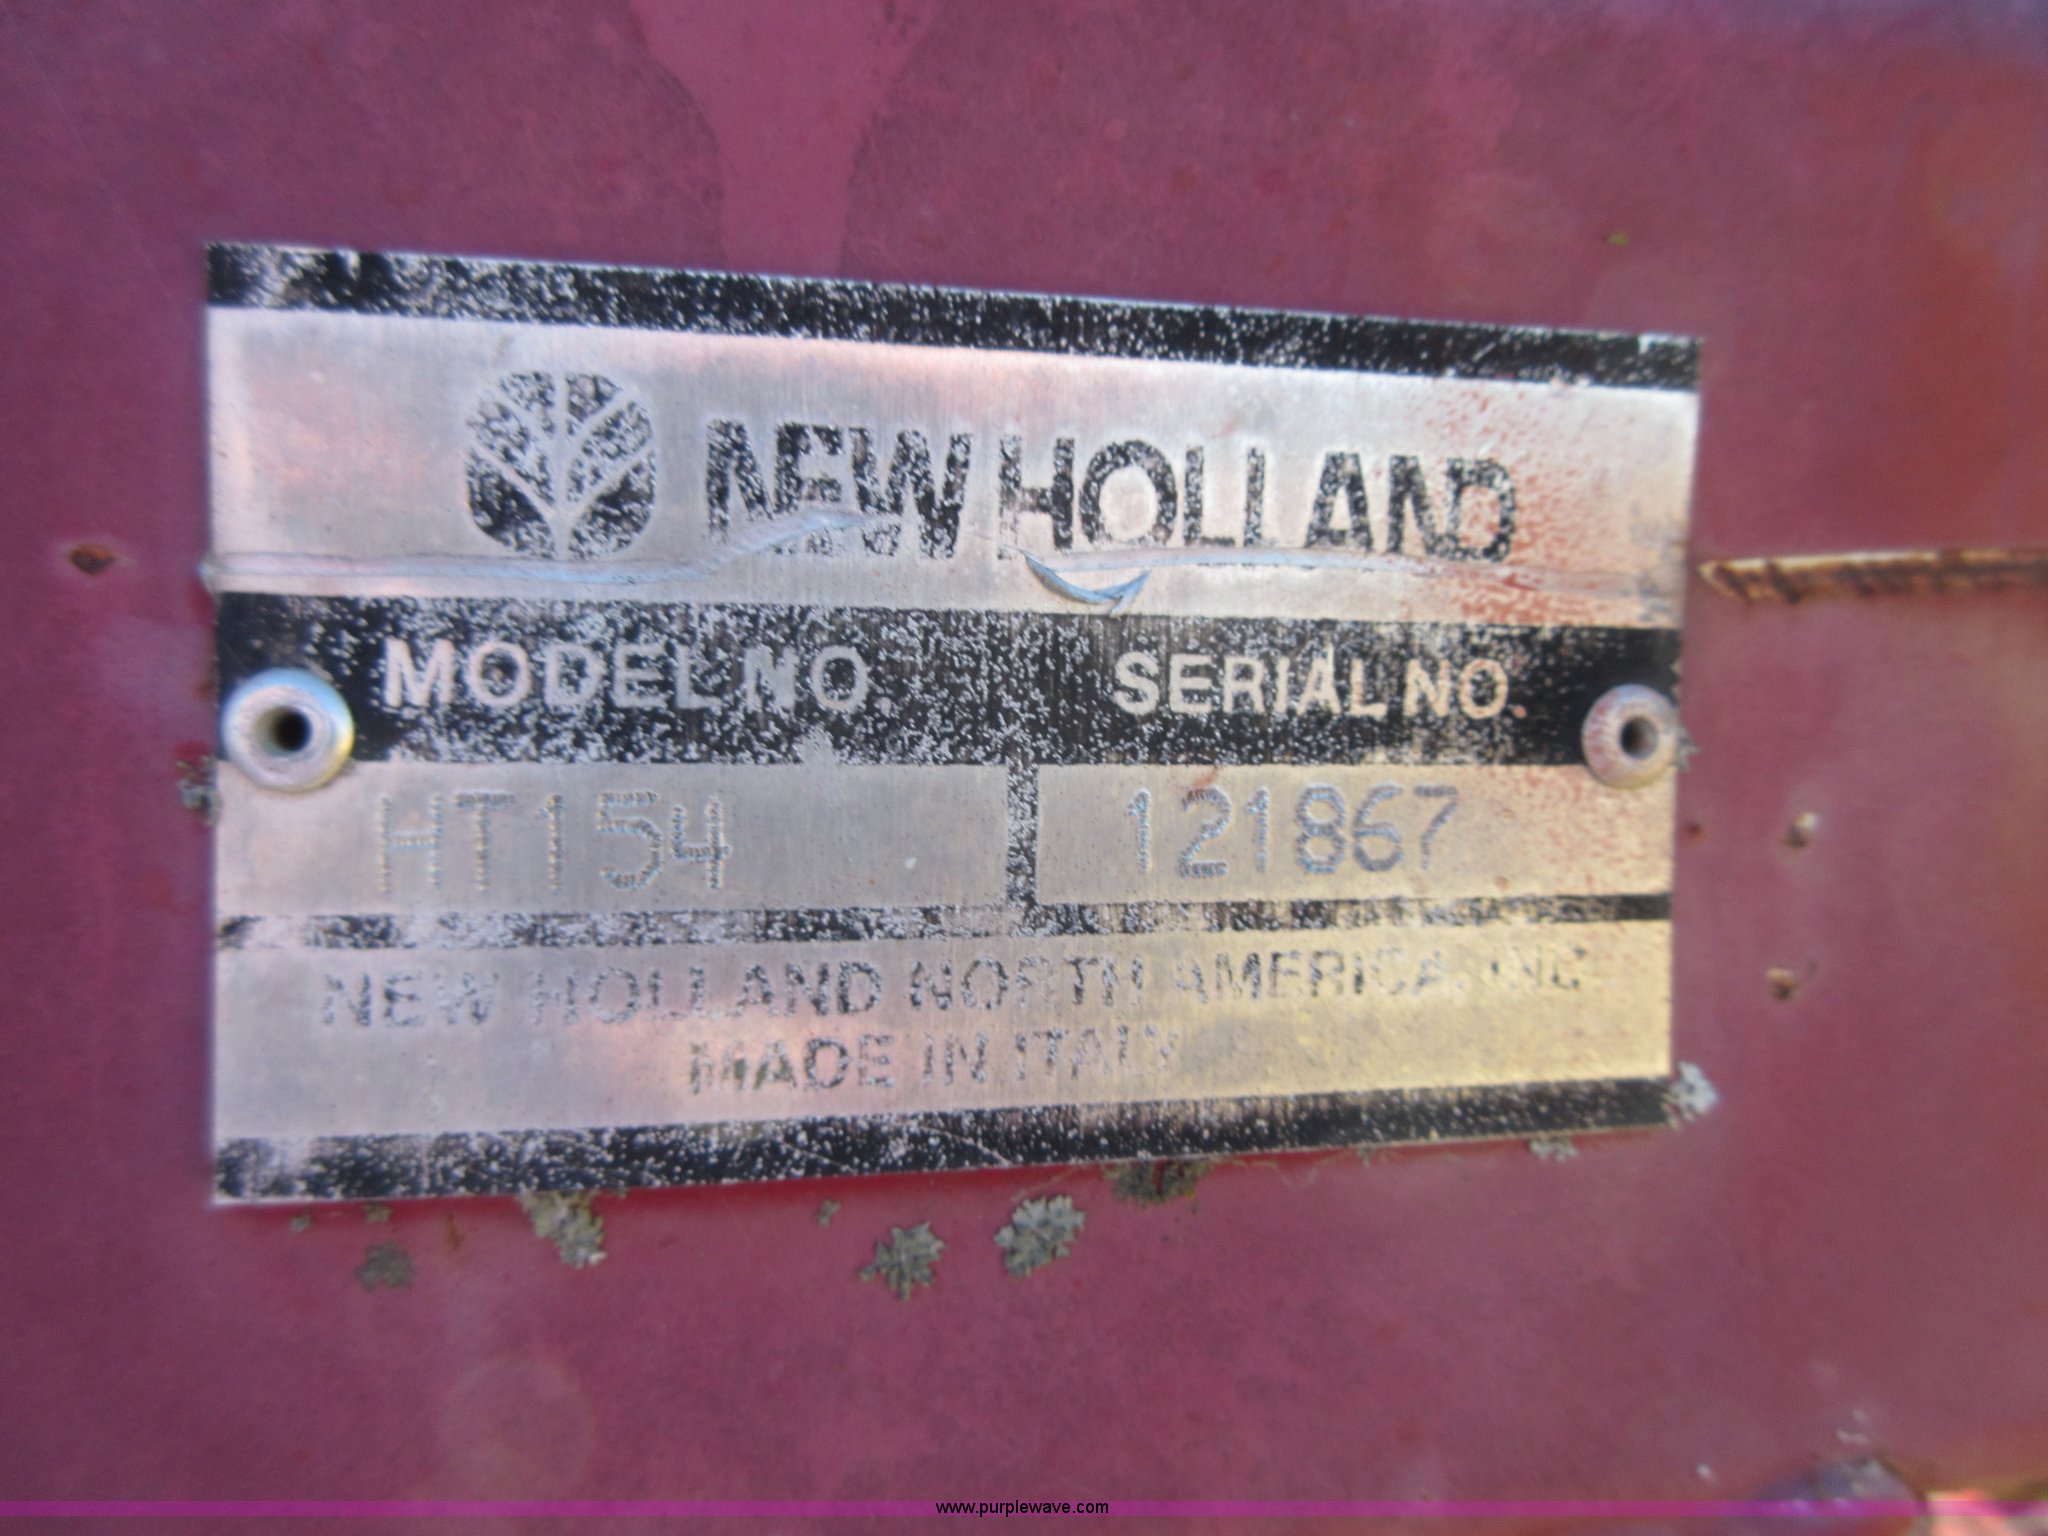 NEW HOLLAND
MODEL NO. SERIAL NO.
HT154 121867
NEW HOLLAND NORTH AMERICA, INC.
MADE IN ITALY
www.purplewave.com